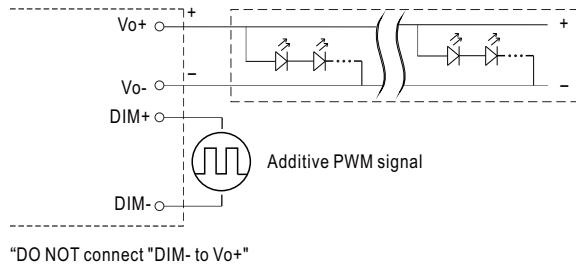 Vo+
+
+
Vo-
−
−
DIM+
Additive PWM signal
DIM-
“DO NOT connect "DIM- to Vo+"